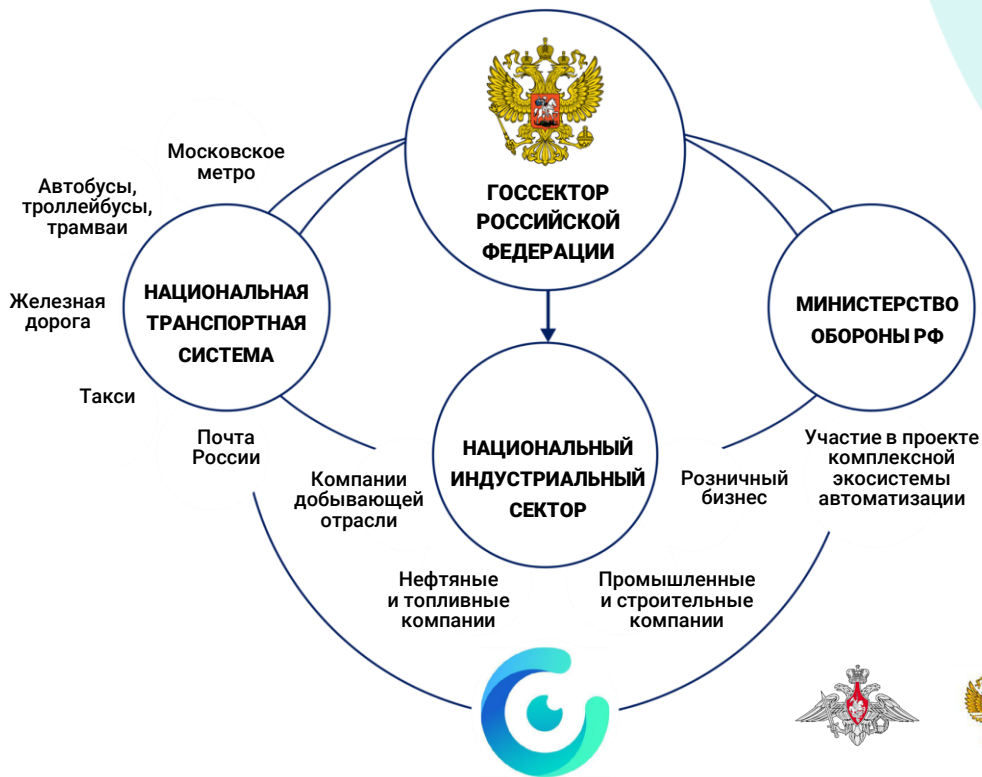 ГОССЕКТОР
РОССИЙСКОЙ
ФЕДЕРАЦИИ
Московское
метро
Автобусы,
троллейбусы,
трамваи
Железная
дорога
Такси
Почта
России
НАЦИОНАЛЬНАЯ
ТРАНСПОРТНАЯ
СИСТЕМА
МИНИСТЕРСТВО
ОБОРОНЫ РФ
НАЦИОНАЛЬНЫЙ
ИНДУСТРИАЛЬНЫЙ
СЕКТОР
Компании
добывающей
отрасли
Нефтяные
и топливные
компании
Промышленные
и строительные
компании
Розничный
бизнес
Участие в проекте
комплексной
экосистемы
автоматизации